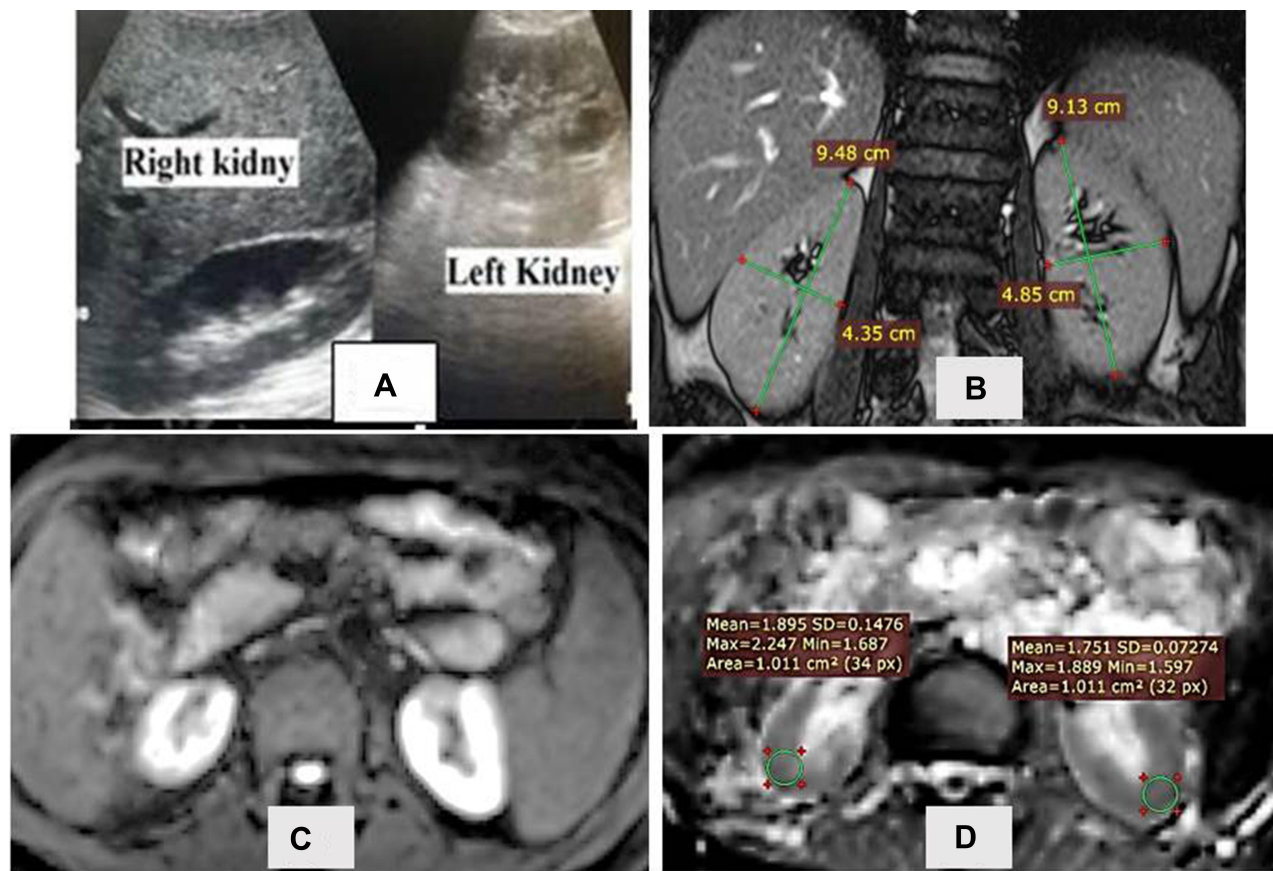 Right kidny
Left Kidney
A
9.13 cm
9.48 cm
4.85 cm
4.35 cm
B
C
Mean=1.895 SD=0.1476
Max=2.247 Min=1.687
Area=1.011 cm² (34 px)
Mean=1.751 SD=0.07274
Max=1.889 Min=1.597
Area=1.011 cm² (32 px)
D